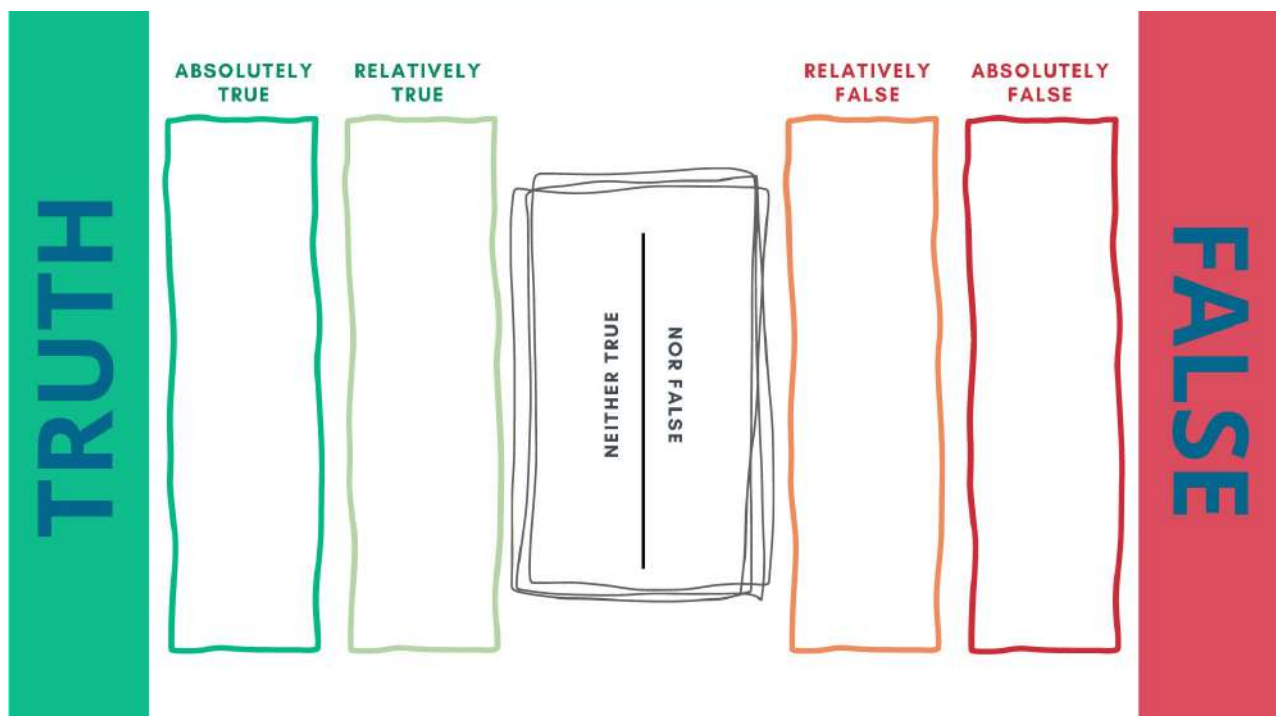 TRUTH
ABSOLUTELY
TRUE
RELATIVELY
TRUE
NEITHER TRUE
NOR FALSE
RELATIVELY
FALSE
ABSOLUTELY
FALSE
FALSE